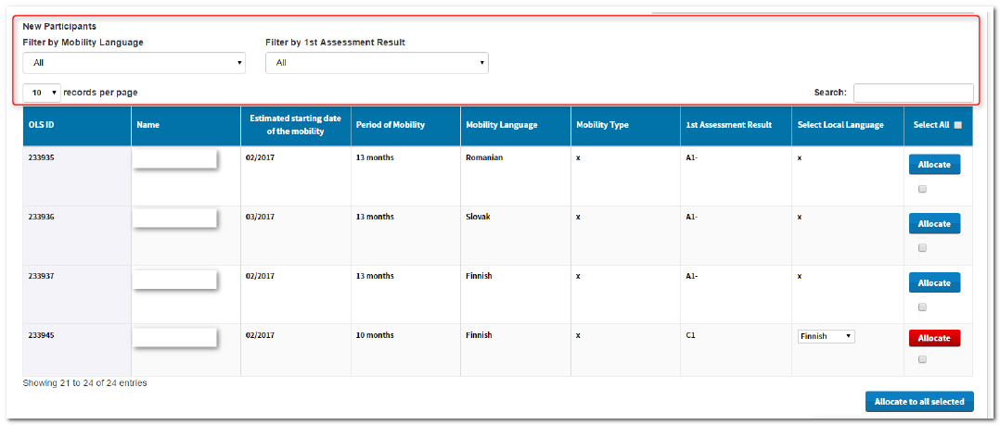 New Participants
Filter by Mobility Language Filter by 1st Assessment Result
All All
10 records per page Search:
OLS ID Name Estimated starting date of the mobility Period of Mobility Mobility Language Mobility Type 1st Assessment Result Select Local Language Select All
233935 02/2017 13 months Romanian x A1- x Allocate
233936 03/2017 13 months Slovak x A1- x Allocate
233937 02/2017 13 months Finnish x A1- x Allocate
233945 02/2017 10 months Finnish x C1 Finnish Allocate
Showing 21 to 24 of 24 entries
Allocate to all selected